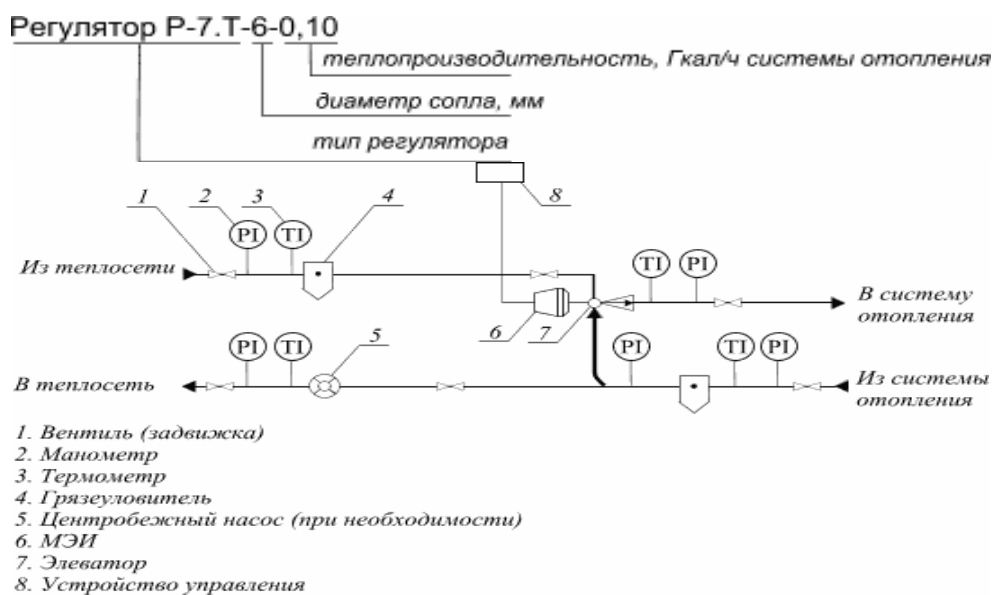 Регулятор Р-7.Т-6-0,10
теплопроизводительность, Гкал/ч системы отопления
диаметр сопла, мм
тип регулятора
8
1 2 3 4
PI TI
Из теплосети
TI PI
В систему
отопления
6 7
PI TI 5 PI TI PI
В теплосеть
Из системы
отопления
1. Вентиль (задвижка)
2. Манометр
3. Термометр
4. Грязеуловитель
5. Центробежный насос (при необходимости)
6. МЭИ
7. Элеватор
8. Устройство управления